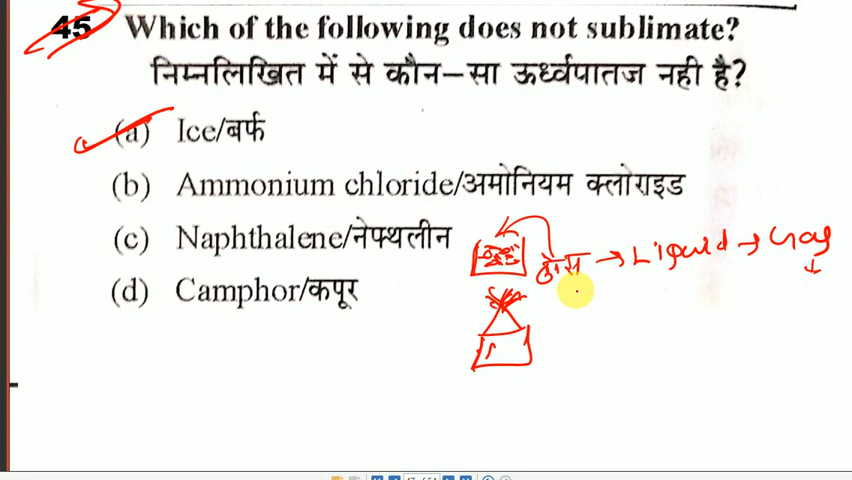 45 Which of the following does not sublimate?
निम्नलिखित में से कौन-सा ऊर्ध्वपातज नही है?
(a) Ice/बर्फ
(b) Ammonium chloride/अमोनियम क्लोराइड
(c) Naphthalene/नेफ्थलीन
ठोस → Liquid → Gas
(d) Camphor/कपूर